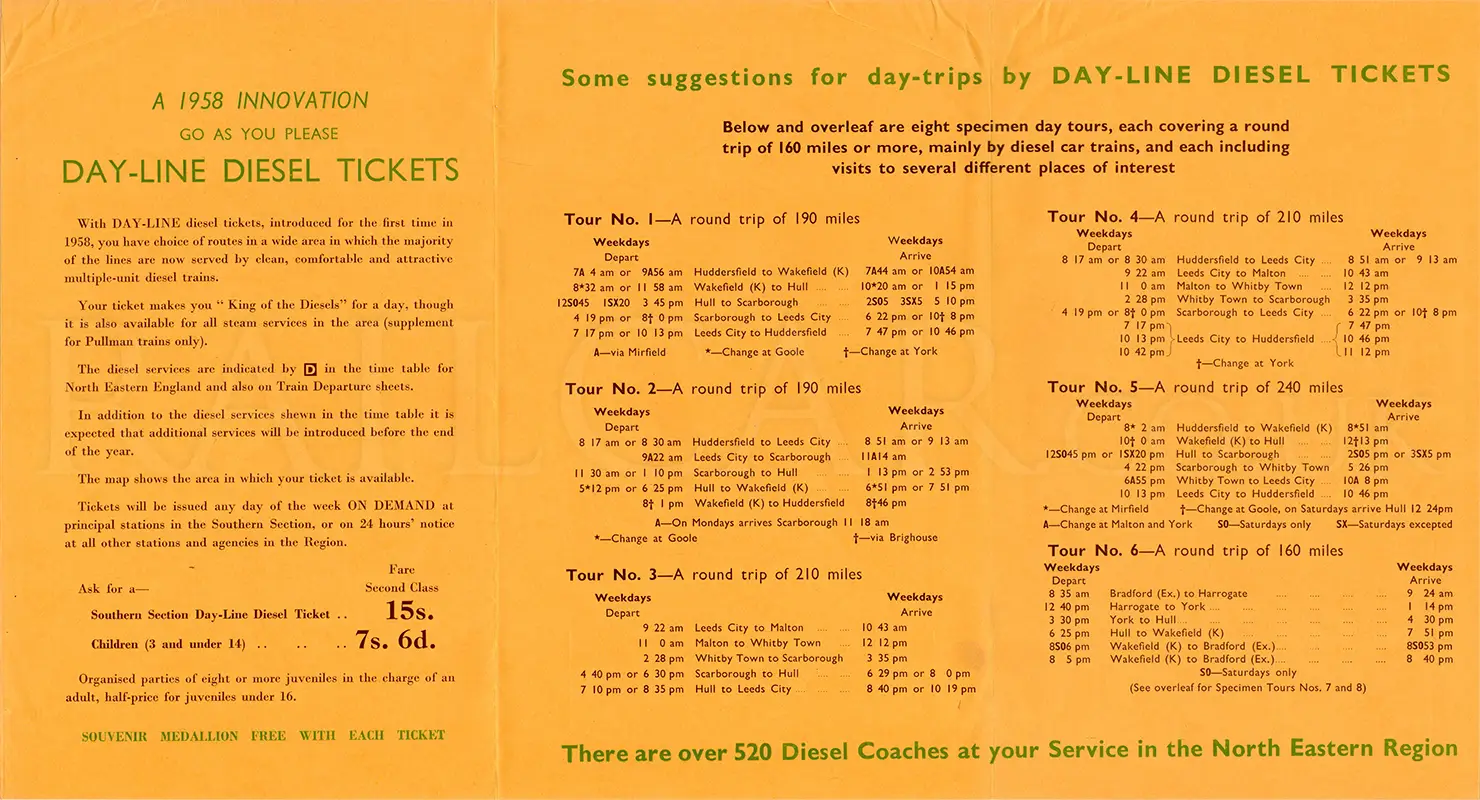 A 1958 INNOVATION
GO AS YOU PLEASE
DAY-LINE DIESEL TICKETS
With DAY-LINE diesel tickets, introduced for the first time in
1958, you have choice of routes in a wide area in which the majority
of the lines are now served by clean, comfortable and attractive
multiple-unit diesel trains.
Your ticket makes you “ King of the Diesels” for a day, though
it is also available for all steam services in the area (supplement
for Pullman trains only).
The diesel services are indicated by D in the time table for
North Eastern England and also on Train Departure sheets.
In addition to the diesel services shewn in the time table it is
expected that additional services will be introduced before the end
of the year.
The map shows the area in which your ticket is available.
Tickets will be issued any day of the week ON DEMAND at
principal stations in the Southern Section, or on 24 hours’ notice
at all other stations and agencies in the Region.
Fare
Ask for a— Second Class
Southern Section Day-Line Diesel Ticket .. 15s.
Children (3 and under 14) .. .. .. 7s. 6d.
Organised parties of eight or more juveniles in the charge of an
adult, half-price for juveniles under 16.
SOUVENIR MEDALLION FREE WITH EACH TICKET
Some suggestions for day-trips by DAY-LINE DIESEL TICKETS
Below and overleaf are eight specimen day tours, each covering a round
trip of 160 miles or more, mainly by diesel car trains, and each including
visits to several different places of interest
Tour No. 1—A round trip of 190 miles
Weekdays Weekdays
Depart Arrive
7A 4 am or 9A56 am Huddersfield to Wakefield (K) 7A44 am or 10A54 am
8*32 am or 11 58 am Wakefield (K) to Hull .... 10*20 am or 1 15 pm
12S045 1SX20 3 45 pm Hull to Scarborough .... .... 2S05 3SX5 5 10 pm
4 19 pm or 8† 0 pm Scarborough to Leeds City .... 6 22 pm or 10† 8 pm
7 17 pm or 10 13 pm Leeds City to Huddersfield .... 7 47 pm or 10 46 pm
A—via Mirfield *—Change at Goole †—Change at York
Tour No. 2—A round trip of 190 miles
Weekdays Weekdays
Depart Arrive
8 17 am or 8 30 am Huddersfield to Leeds City .... 8 51 am or 9 13 am
9A22 am Leeds City to Scarborough .... 11A14 am
11 30 am or 1 10 pm Scarborough to Hull .... .... 1 13 pm or 2 53 pm
5*12 pm or 6 25 pm Hull to Wakefield (K) .... .... 6*51 pm or 7 51 pm
8† 1 pm Wakefield (K) to Huddersfield 8†46 pm
A—On Mondays arrives Scarborough 11 18 am
*—Change at Goole †—via Brighouse
Tour No. 3—A round trip of 210 miles
Weekdays Weekdays
Depart Arrive
9 22 am Leeds City to Malton .... .... 10 43 am
11 0 am Malton to Whitby Town .... 12 12 pm
2 28 pm Whitby Town to Scarborough 3 35 pm
4 40 pm or 6 30 pm Scarborough to Hull .... .... 6 29 pm or 8 0 pm
7 10 pm or 8 35 pm Hull to Leeds City .... .... 8 40 pm or 10 19 pm
Tour No. 4—A round trip of 210 miles
Weekdays Weekdays
Depart Arrive
8 17 am or 8 30 am Huddersfield to Leeds City .... 8 51 am or 9 13 am
9 22 am Leeds City to Malton .... .... 10 43 am
11 0 am Malton to Whitby Town .... 12 12 pm
2 28 pm Whitby Town to Scarborough 3 35 pm
4 19 pm or 8† 0 pm Scarborough to Leeds City .... 6 22 pm or 10† 8 pm
7 17 pm 7 47 pm
10 13 pm Leeds City to Huddersfield .... 10 46 pm
10 42 pm 11 12 pm
†—Change at York
Tour No. 5—A round trip of 240 miles
Weekdays Weekdays
Depart Arrive
8* 2 am Huddersfield to Wakefield (K) 8*51 am
10† 0 am Wakefield (K) to Hull .... .... 12†13 pm
12S045 pm or 1SX20 pm Hull to Scarborough .... .... 2S05 pm or 3SX5 pm
4 22 pm Scarborough to Whitby Town 5 26 pm
6A55 pm Whitby Town to Leeds City .... 10A 8 pm
10 13 pm Leeds City to Huddersfield .... 10 46 pm
*—Change at Mirfield †—Change at Goole, on Saturdays arrive Hull 12 24pm
A—Change at Malton and York SO—Saturdays only SX—Saturdays excepted
Tour No. 6—A round trip of 160 miles
Weekdays Weekdays
Depart Arrive
8 35 am Bradford (Ex.) to Harrogate .... .... .... .... 9 24 am
12 40 pm Harrogate to York .... .... .... .... .... 1 14 pm
3 30 pm York to Hull .... .... .... .... .... 4 30 pm
6 25 pm Hull to Wakefield (K) .... .... .... .... 7 51 pm
8S06 pm Wakefield (K) to Bradford (Ex.).... .... .... .... 8S053 pm
8 5 pm Wakefield (K) to Bradford (Ex.).... .... .... .... 8 40 pm
SO—Saturdays only
(See overleaf for Specimen Tours Nos. 7 and 8)
There are over 520 Diesel Coaches at your Service in the North Eastern Region